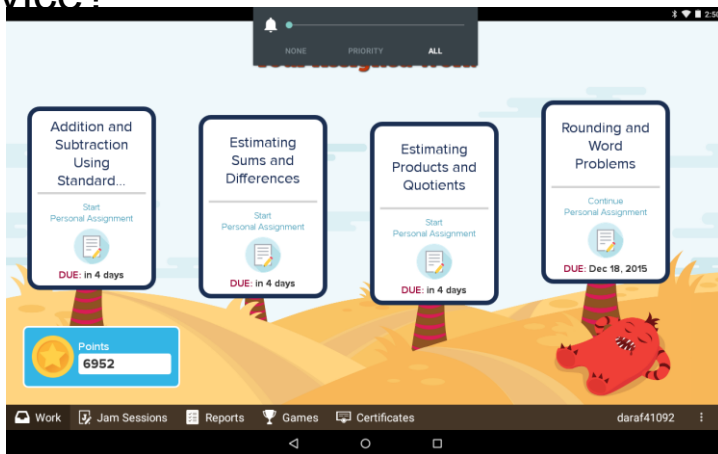 2:50
NONE PRIORITY ALL
Addition and
Subtraction
Using
Standard...
Start
Personal Assignment
DUE: in 4 days
Estimating
Sums and
Differences
Start
Personal Assignment
DUE: in 4 days
Estimating
Products and
Quotients
Start
Personal Assignment
DUE: in 4 days
Rounding and
Word
Problems
Continue
Personal Assignment
DUE: Dec 18, 2015
Points
6952
Work Jam Sessions Reports Games Certificates daraf41092